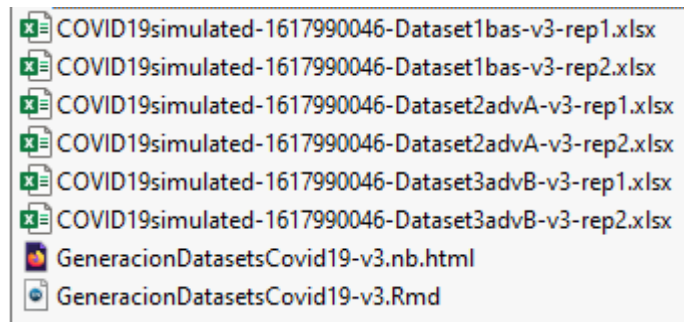 COVID19simulated-1617990046-Dataset1bas-v3-rep1.xlsx
COVID19simulated-1617990046-Dataset1bas-v3-rep2.xlsx
COVID19simulated-1617990046-Dataset2advA-v3-rep1.xlsx
COVID19simulated-1617990046-Dataset2advA-v3-rep2.xlsx
COVID19simulated-1617990046-Dataset3advB-v3-rep1.xlsx
COVID19simulated-1617990046-Dataset3advB-v3-rep2.xlsx
GeneracionDatasetsCovid19-v3.nb.html
GeneracionDatasetsCovid19-v3.Rmd